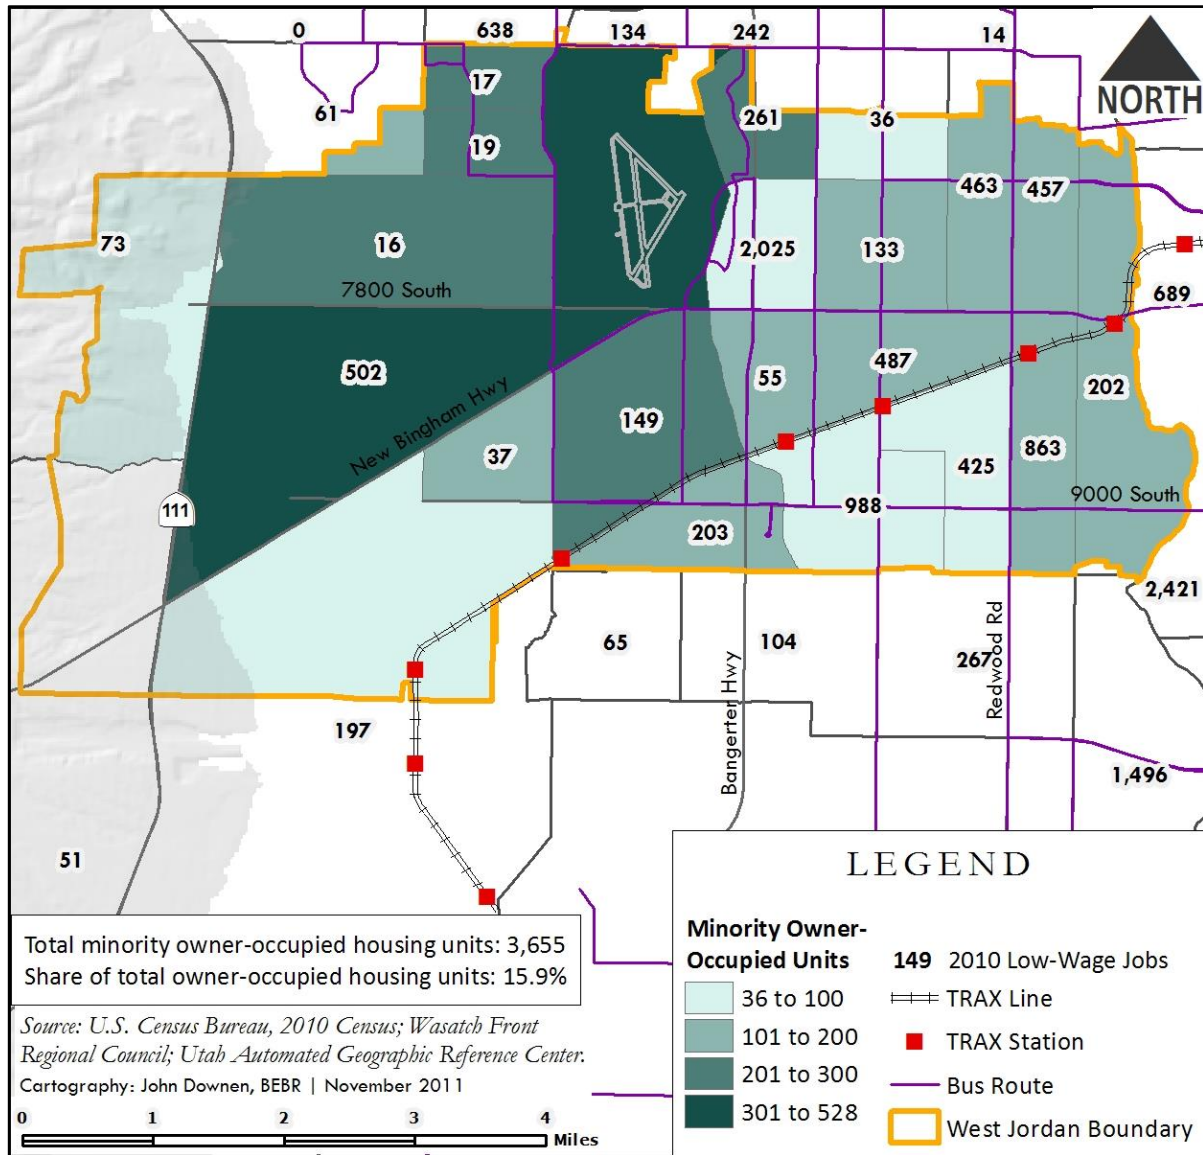 0
638
134
242
14
NORTH
17
61
261
36
19
463
457
73
16
2,025
133
7800 South
689
502
55
487
202
New Bingham Hwy
149
37
425
863
9000 South
111
988
203
2,421
65
104
267
Bangerter Hwy
Redwood Rd
197
1,496
51
LEGEND
Minority Owner-
Occupied Units
36 to 100
101 to 200
201 to 300
301 to 528
149 2010 Low-Wage Jobs
TRAX Line
TRAX Station
Bus Route
West Jordan Boundary
Total minority owner-occupied housing units: 3,655
Share of total owner-occupied housing units: 15.9%
Source: U.S. Census Bureau, 2010 Census; Wasatch Front
Regional Council; Utah Automated Geographic Reference Center.
Cartography: John Downen, BEBR | November 2011
0 1 2 3 4
Miles